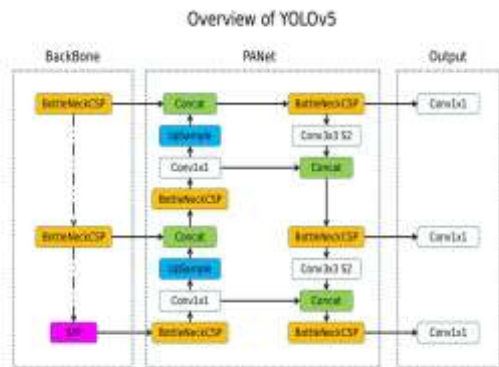 Overview of YOLOv5
BackBone
PANet
Output
BottleNeckCSP
Concat
BottleNeckCSP
Conv1x1
UpSample
Conv3x3 S2
Conv1x1
Concat
BottleNeckCSP
BottleNeckCSP
Concat
BottleNeckCSP
Conv1x1
UpSample
Conv3x3 S2
Conv1x1
Concat
SPP
BottleNeckCSP
BottleNeckCSP
Conv1x1